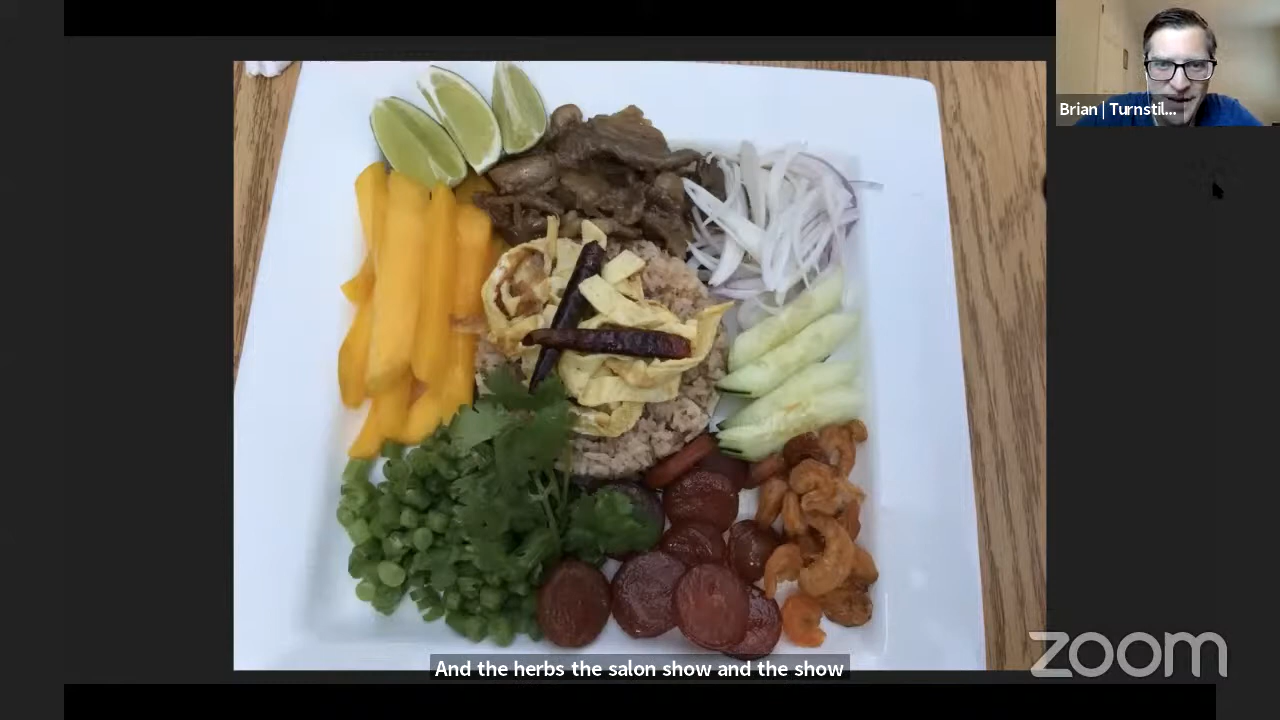 Brian | Turnstil...
And the herbs the salon show and the show
zoom